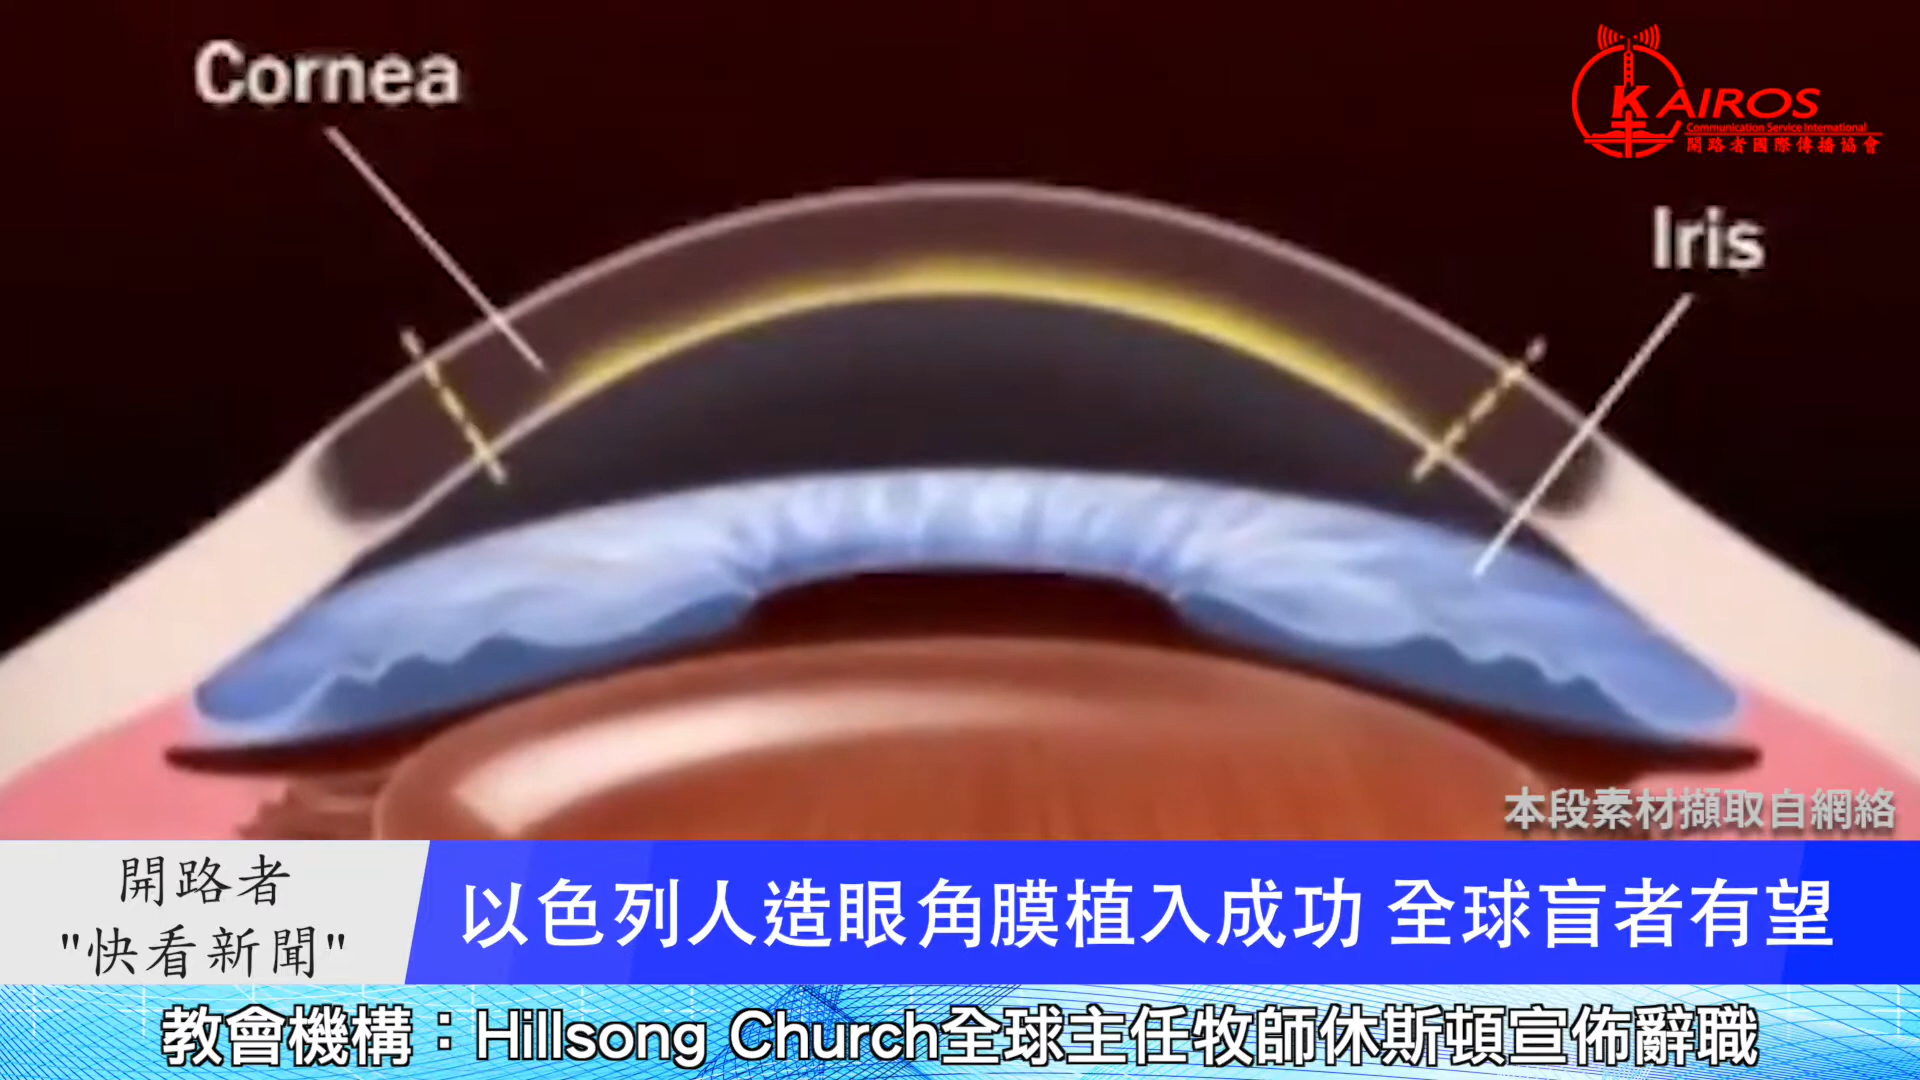 Cornea
KAIROS
Communication Service International
開路者國際傳播協會
Iris
本段素材擷取自網絡
開路者
"快看新聞"
以色列人造眼角膜植入成功 全球盲者有望
教會機構：Hillsong Church全球主任牧師休斯頓宣佈辭職